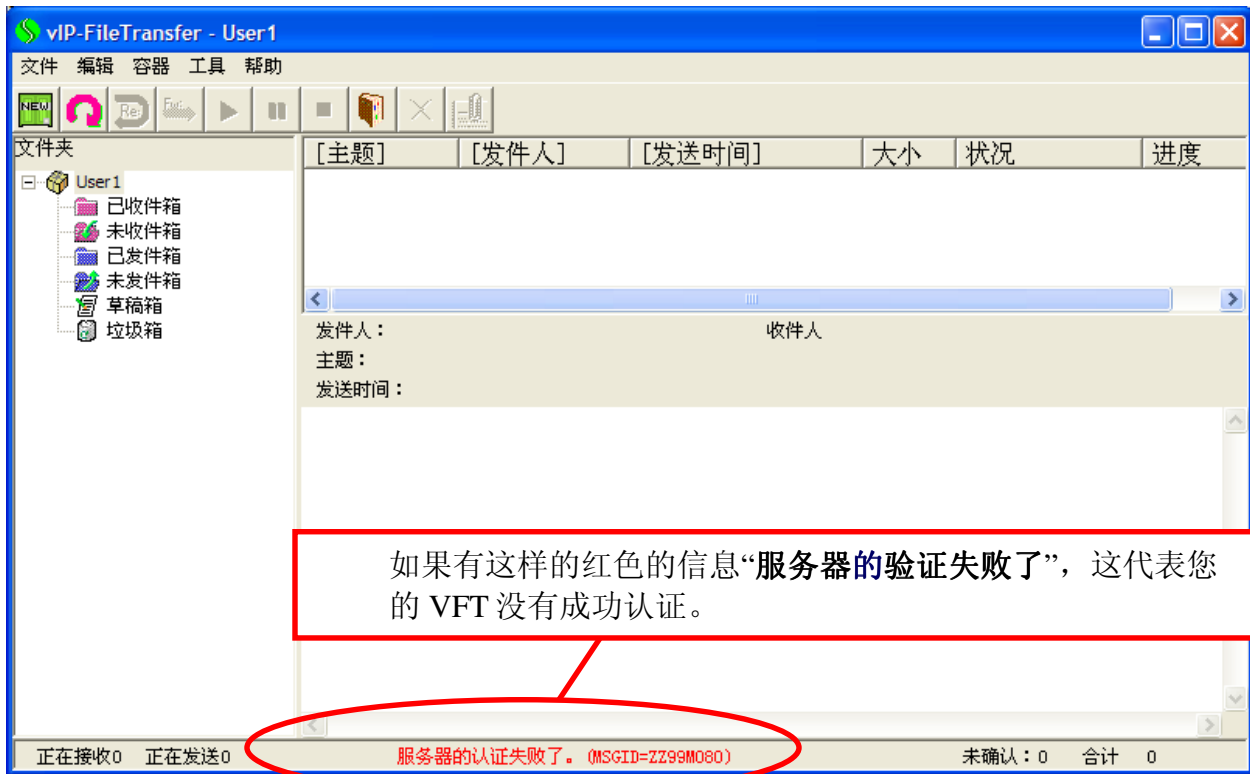 vIP-FileTransfer - User1
文件 编辑 容器 工具 帮助
NEW Re:
文件夹
[主题] [发件人] [发送时间] 大小 状况 进度
User1
已收件箱
未收件箱
已发件箱
未发件箱
草稿箱
垃圾箱
发件人： 收件人
主题：
发送时间：
如果有这样的红色的信息“服务器的验证失败了”，这代表您
的 VFT 没有成功认证。
正在接收0 正在发送0 服务器的认证失败了。(MSGID=ZZ99M080) 未确认：0 合计 0